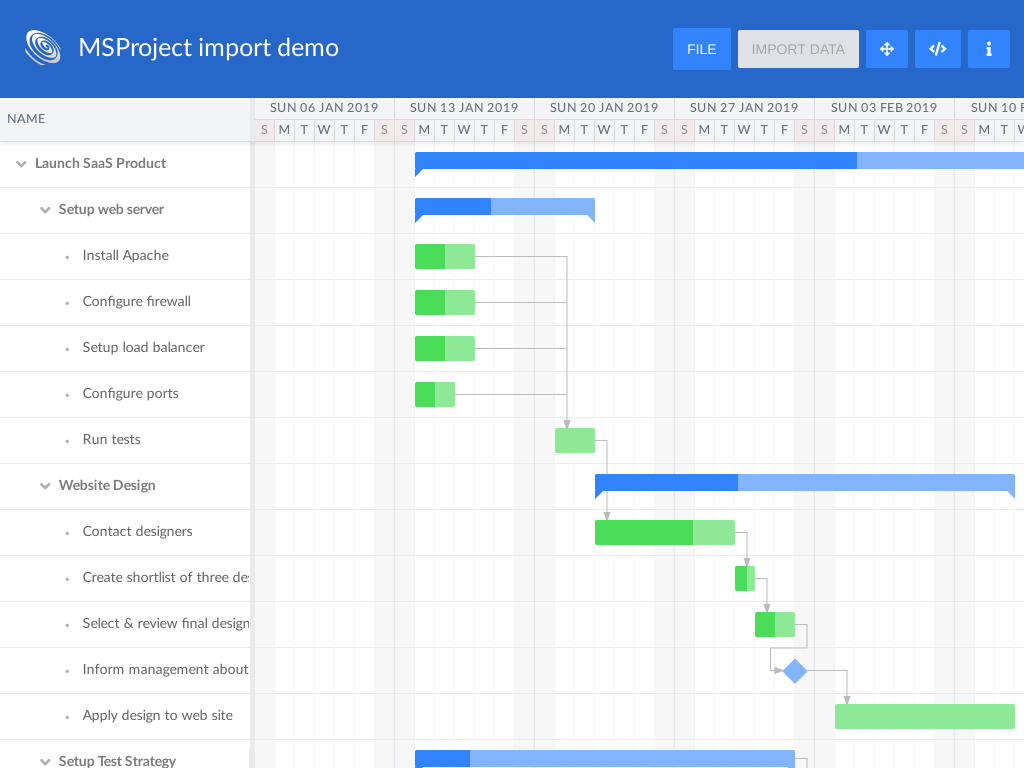 MSProject import demo
FILE
IMPORT DATA
NAME
SUN 06 JAN 2019 SUN 13 JAN 2019 SUN 20 JAN 2019 SUN 27 JAN 2019 SUN 03 FEB 2019 SUN 10 F
S M T W T F S S M T W T F S S M T W T F S S M T W T F S S M T W T F S S M T W
Launch SaaS Product
Setup web server
Install Apache
Configure firewall
Setup load balancer
Configure ports
Run tests
Website Design
Contact designers
Create shortlist of three des
Select & review final design
Inform management about
Apply design to web site
Setup Test Strategy